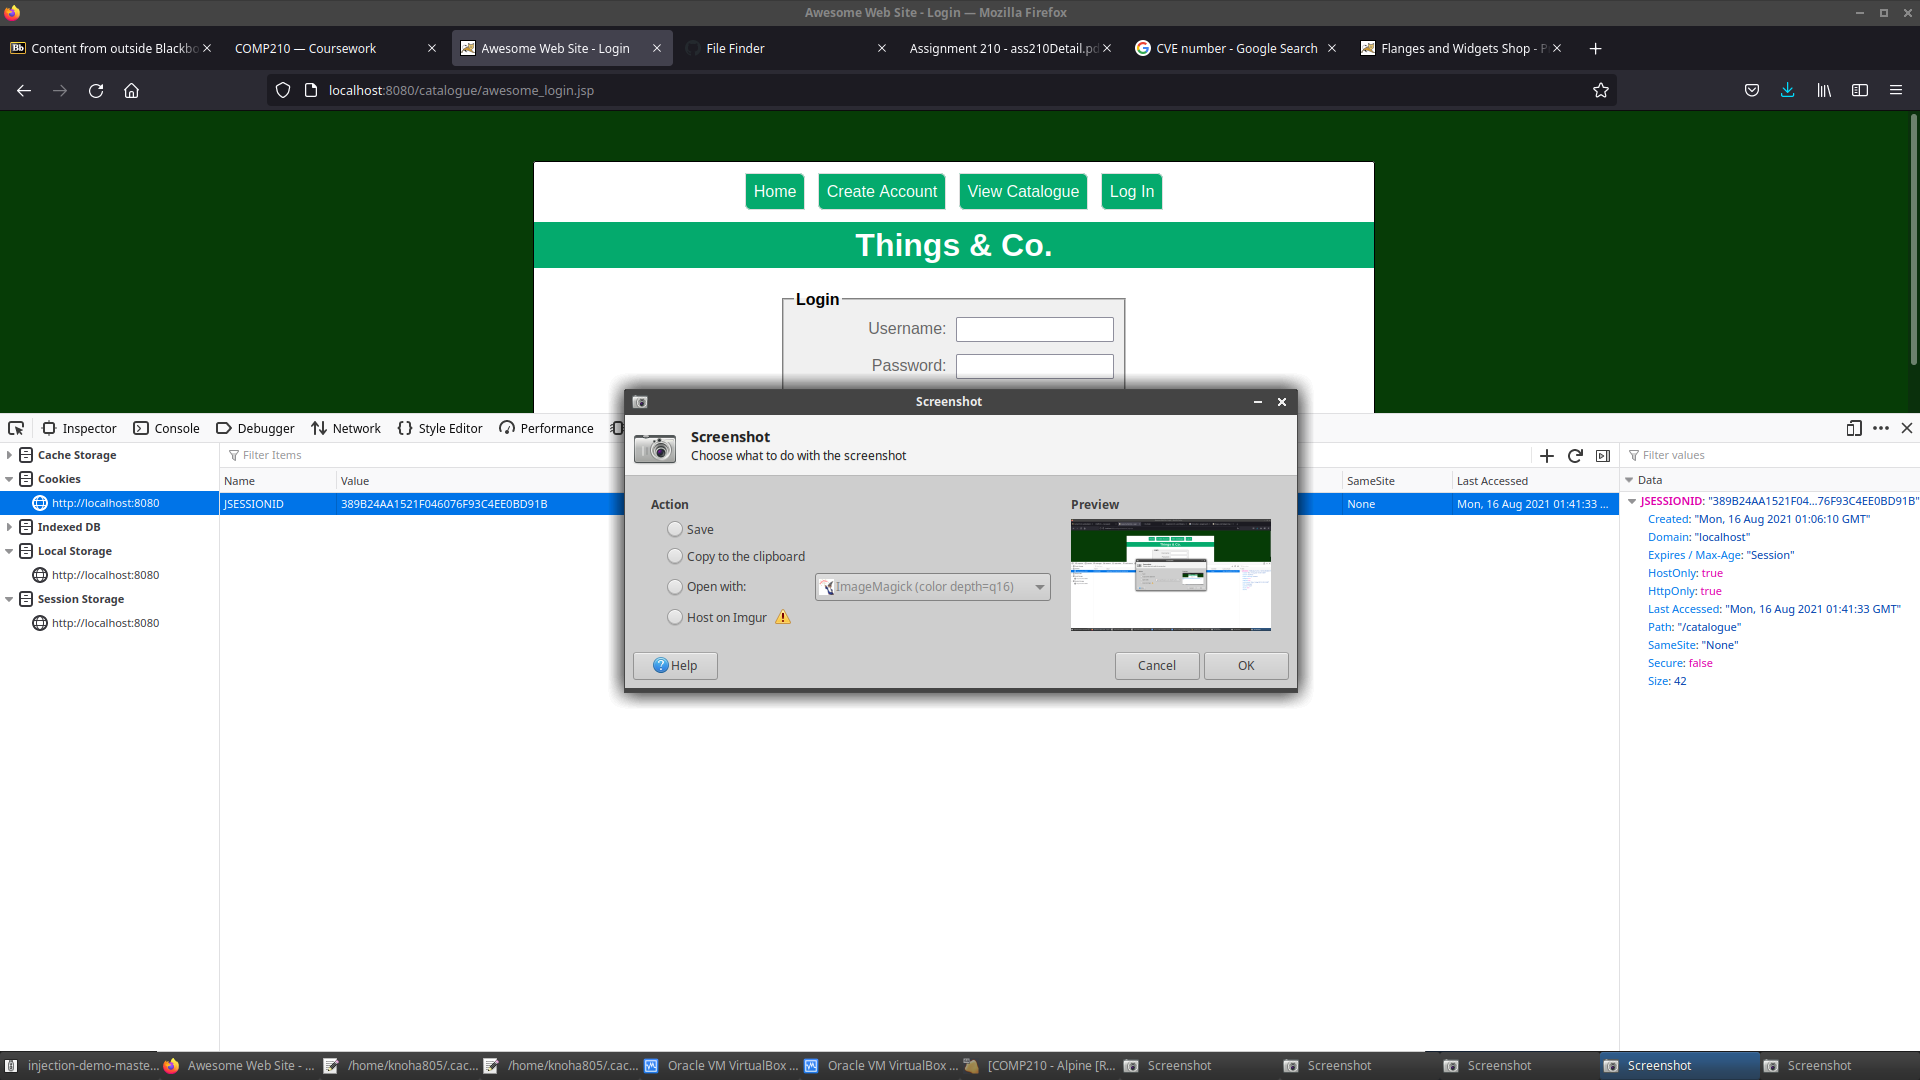 Awesome Web Site - Login — Mozilla Firefox
Content from outside Blackbo
COMP210 — Coursework
Awesome Web Site - Login
File Finder
Assignment 210 - ass210Detail.pd
CVE number - Google Search
Flanges and Widgets Shop - P
localhost:8080/catalogue/awesome_login.jsp
Home
Create Account
View Catalogue
Log In
Things & Co.
Login
Username:
Password:
Inspector
Console
Debugger
Network
Style Editor
Performance
Cache Storage
Cookies
http://localhost:8080
Indexed DB
Local Storage
http://localhost:8080
Session Storage
http://localhost:8080
Filter Items
Name
Value
SameSite
Last Accessed
JSESSIONID
389B24AA1521F046076F93C4EE0BD91B
None
Mon, 16 Aug 2021 01:41:33 ...
Filter values
Data
JSESSIONID: "389B24AA1521F04...76F93C4EE0BD91B"
Created: "Mon, 16 Aug 2021 01:06:10 GMT"
Domain: "localhost"
Expires / Max-Age: "Session"
HostOnly: true
HttpOnly: true
Last Accessed: "Mon, 16 Aug 2021 01:41:33 GMT"
Path: "/catalogue"
SameSite: "None"
Secure: false
Size: 42
Screenshot
Screenshot
Choose what to do with the screenshot
Action
Save
Copy to the clipboard
Open with:
ImageMagick (color depth=q16)
Host on Imgur
Preview
Help
Cancel
OK
injection-demo-maste...
Awesome Web Site - ...
/home/knoha805/.cac...
/home/knoha805/.cac...
Oracle VM VirtualBox ...
Oracle VM VirtualBox ...
[COMP210 - Alpine [R...
Screenshot
Screenshot
Screenshot
Screenshot
Screenshot